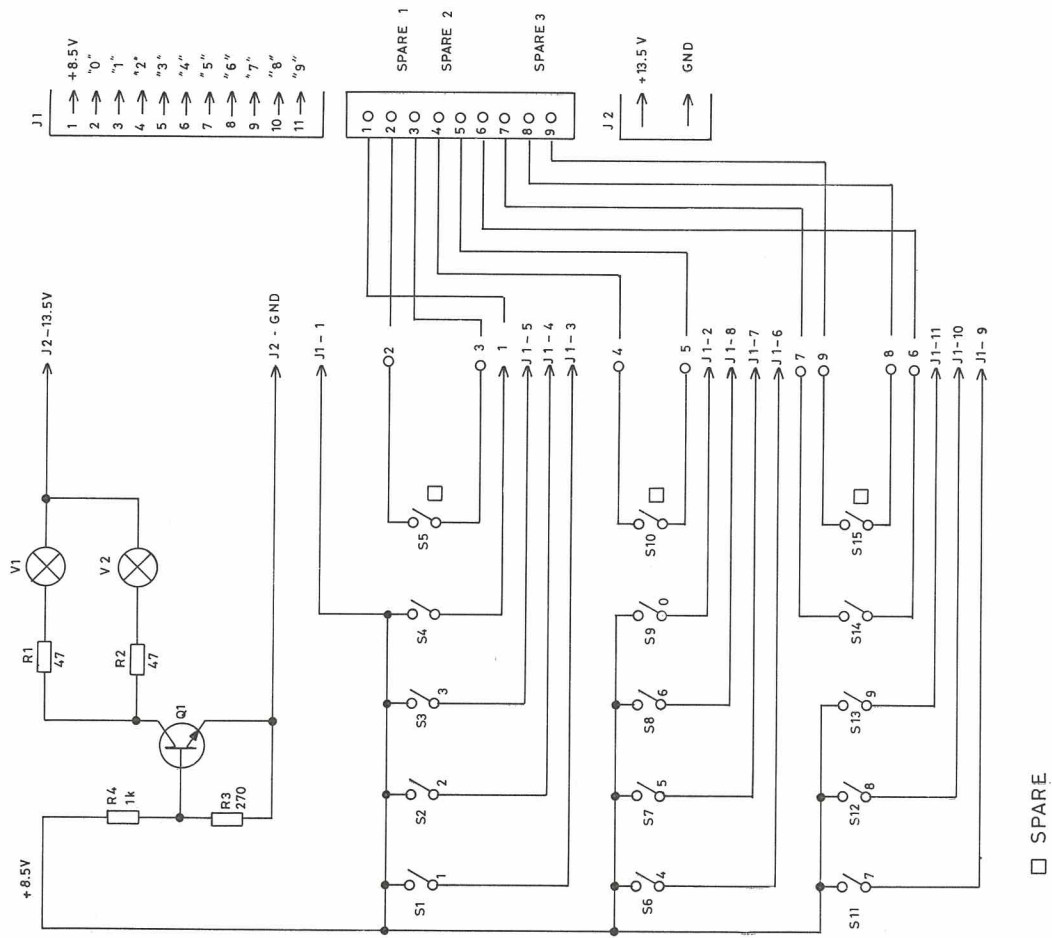 J1
1 → +8.5V
2 → "0"
3 → "1"
4 → "2"
5 → "3"
6 → "4"
7 → "5"
8 → "6"
9 → "7"
10 → "8"
11 → "9"
1
2
3
4
5
6
7
8
9
SPARE 1
SPARE 2
SPARE 3
J2
+13.5 V
GND
+8.5V
R4
1k
R3
270
Q1
R1
47
R2
47
V1
V2
J2-13.5V
J2 - GND
J1-1
S1
1
S2
2
S3
3
S4
S5
2
3
1
J1-5
J1-4
J1-3
S6
4
S7
5
S8
6
S9
0
S10
4
5
J1-2
J1-8
J1-7
J1-6
S11
7
S12
8
S13
9
S14
S15
7
9
8
6
J1-11
J1-10
J1-9
□ SPARE